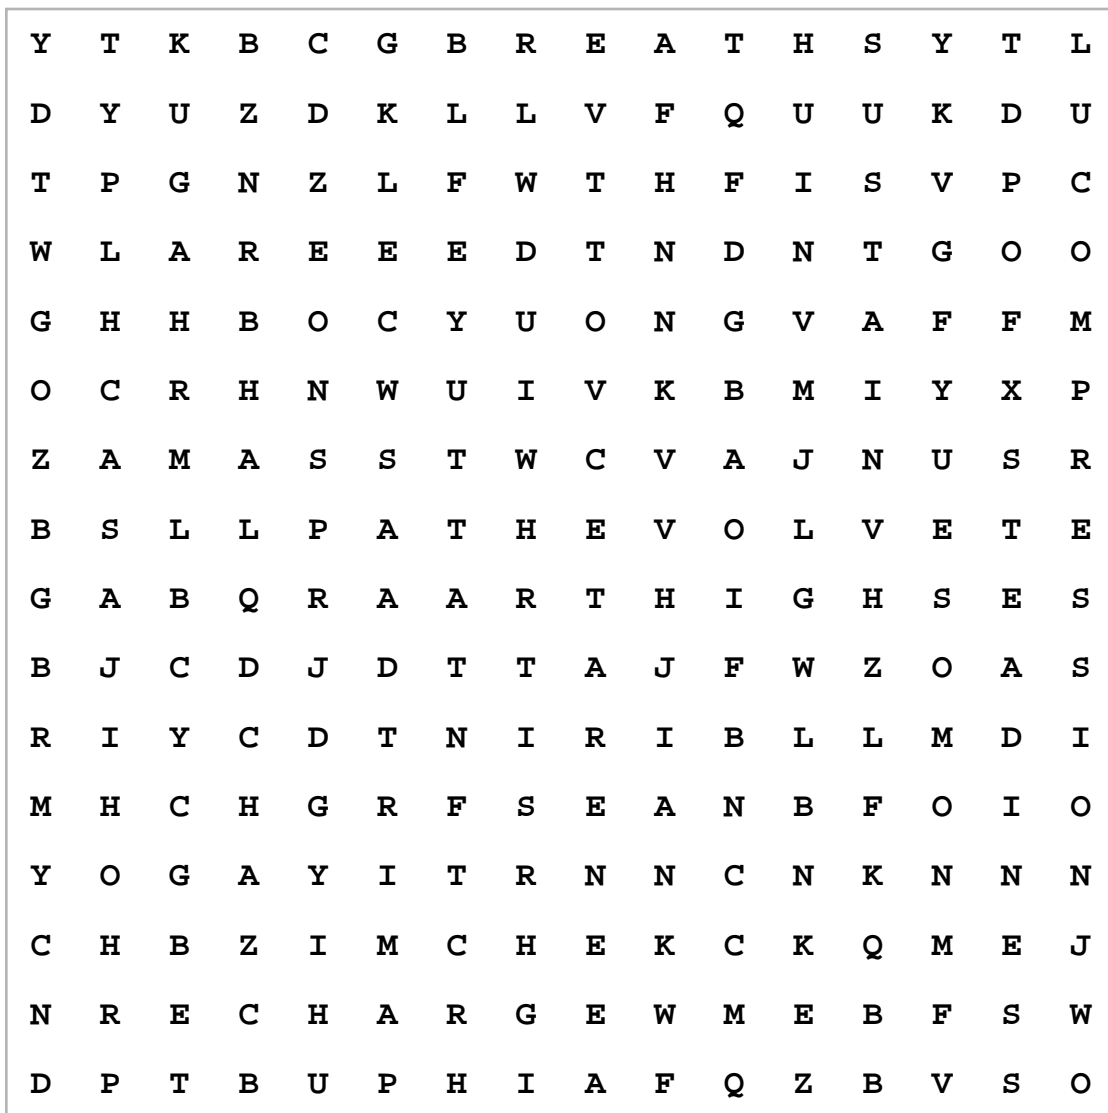 Y T K B C G B R E A T H S Y T L
D Y U Z D K L L V F Q U U K D U
T P G N Z L F W T H F I S V P C
W L A R E E E D T N D N T G O O
G H H B O C Y U O N G V A F F M
O C R H N W U I V K B M I Y X P
Z A M A S S T W C V A J N U S R
B S L L P A T H E V O L V E T E
G A B Q R A A R T H I G H S E S
B J C D J D T T A J F W Z O A S
R I Y C D T N I R I B L L M D I
M H C H G R F S E A N B F O I O
Y O G A Y I T R N N C N K N N N
C H B Z I M C H E K C K Q M E J
N R E C H A R G E W M E B F S W
D P T B U P H I A F Q Z B V S O